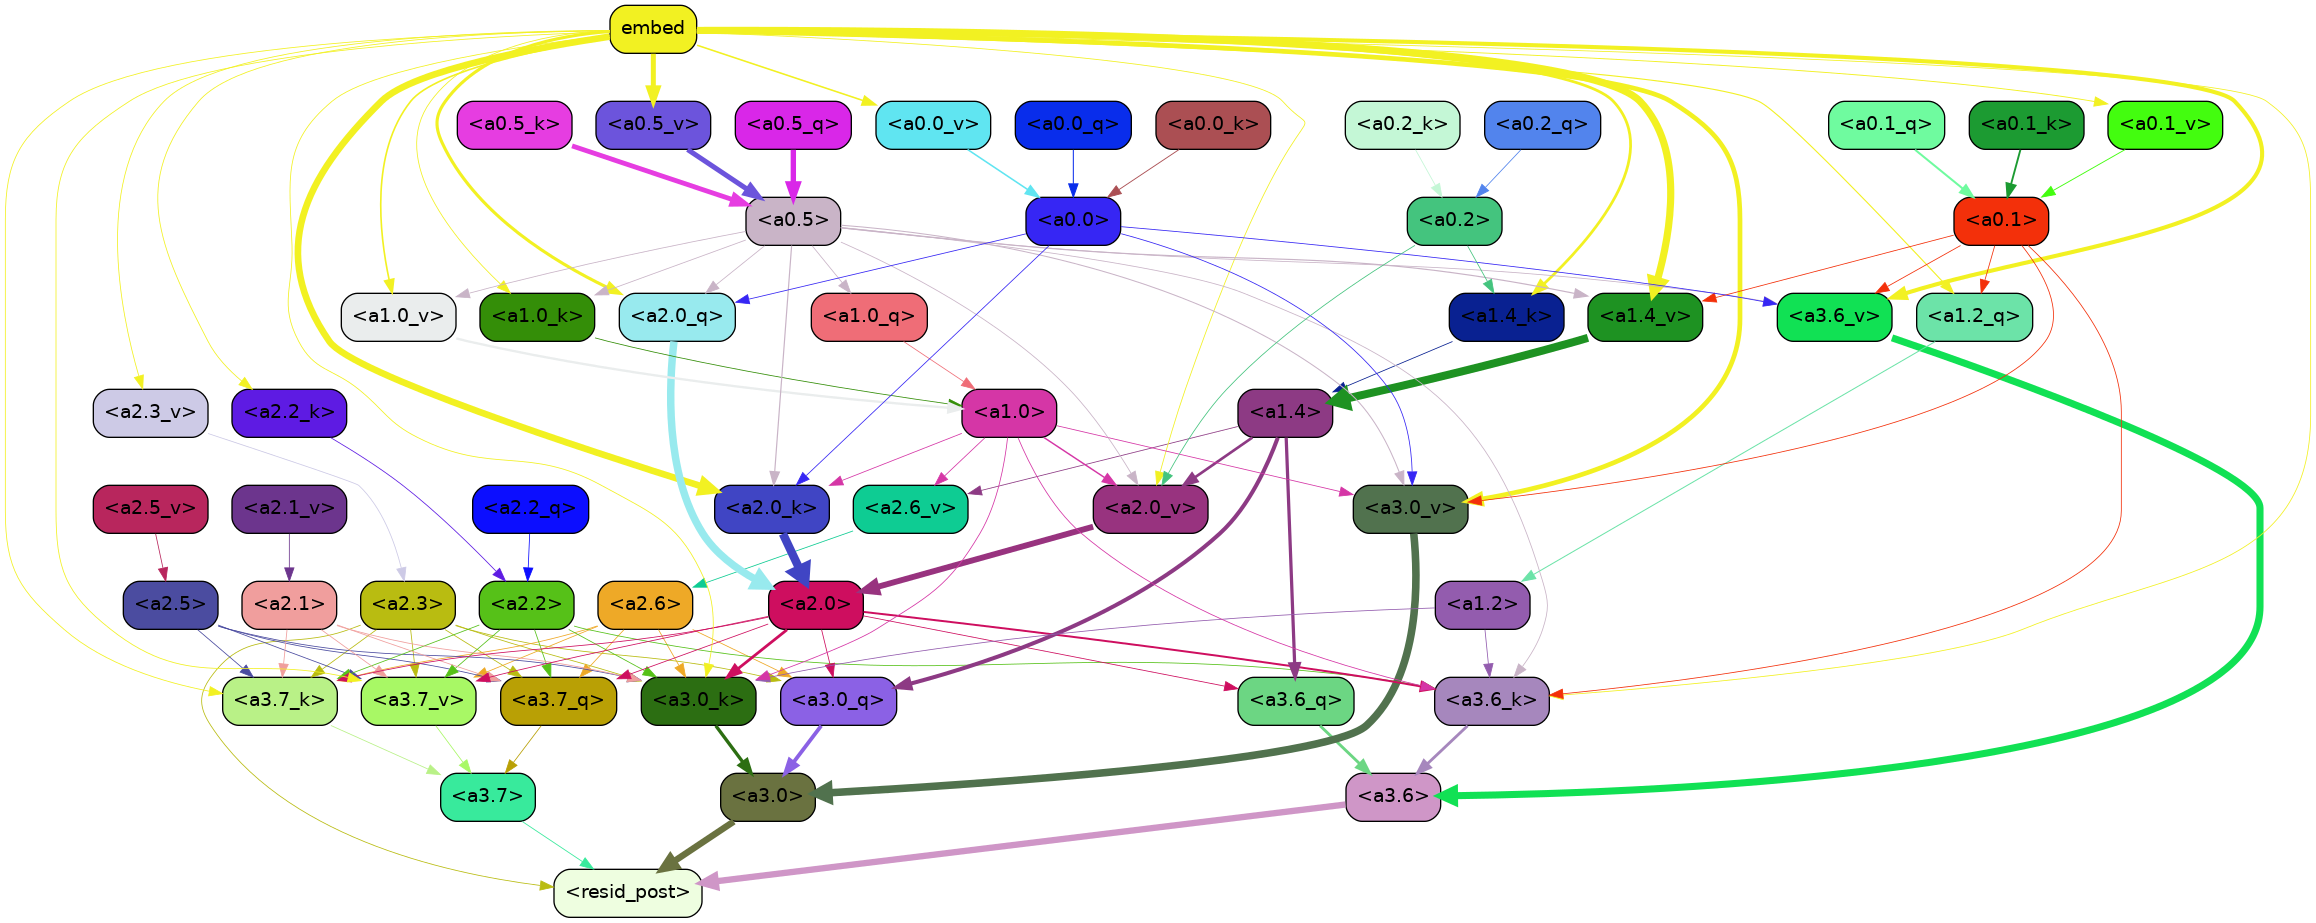 embed
<a0.5_k> <a0.5_v> <a0.5_q> <a0.0_v> <a0.0_q> <a0.0_k> <a0.2_k> <a0.2_q> <a0.1_q> <a0.1_k> <a0.1_v>
<a0.5> <a0.0> <a0.2> <a0.1>
<a1.0_v> <a1.0_k> <a2.0_q> <a1.0_q> <a1.4_k> <a1.4_v> <a3.6_v> <a1.2_q>
<a2.3_v> <a2.2_k> <a1.0> <a1.4>
<a2.5_v> <a2.1_v> <a2.2_q> <a2.0_k> <a2.6_v> <a2.0_v> <a3.0_v>
<a2.5> <a2.1> <a2.3> <a2.2> <a2.6> <a2.0> <a1.2>
<a3.7_k> <a3.7_v> <a3.7_q> <a3.0_k> <a3.0_q> <a3.6_q> <a3.6_k>
<a3.7> <a3.0> <a3.6>
<resid_post>